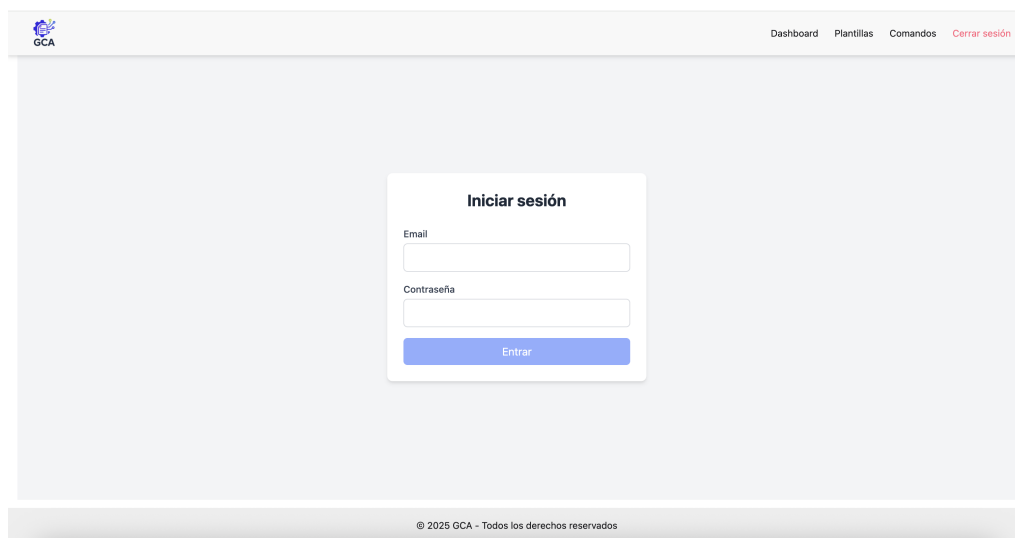 GCA
Dashboard Plantillas Comandos Cerrar sesión
Iniciar sesión
Email
Contraseña
Entrar
© 2025 GCA - Todos los derechos reservados